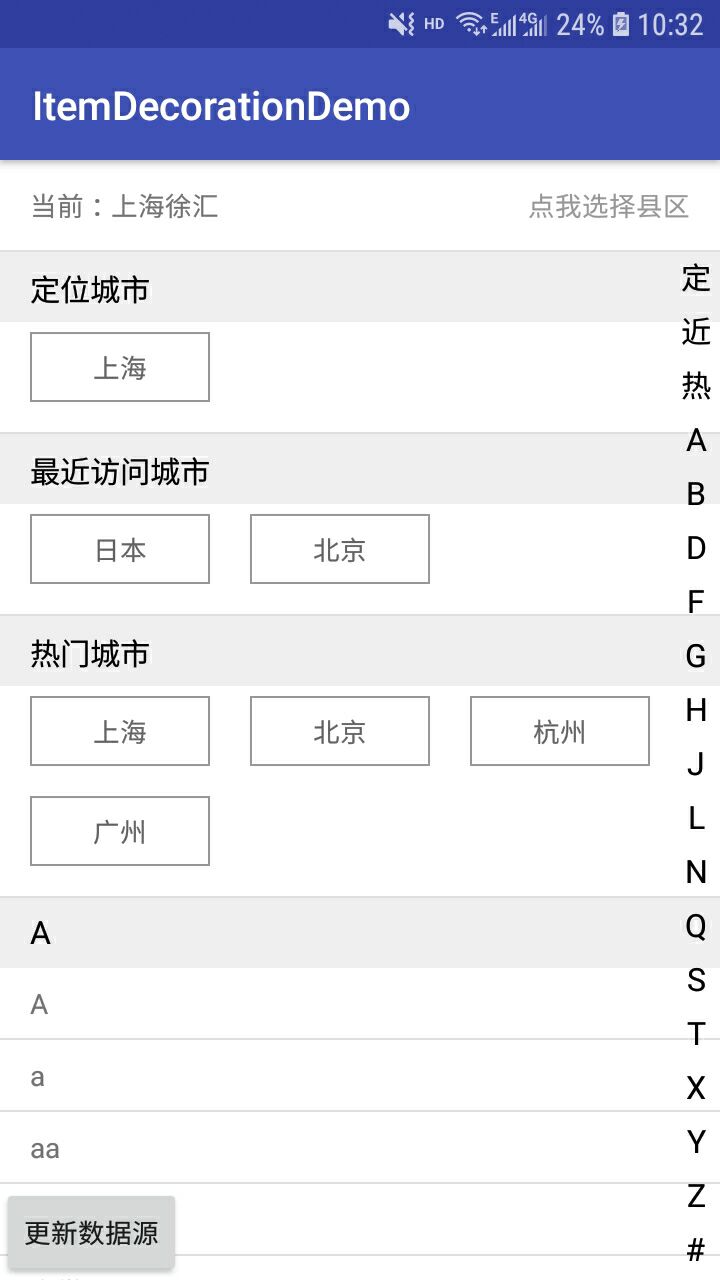 HD E 4G 24% 10:32
ItemDecorationDemo
当前：上海徐汇 点我选择县区
定位城市
上海
最近访问城市
日本 北京
热门城市
上海 北京 杭州
广州
A
A
a
aa
更新数据源
定
近
热
A
B
D
F
G
H
J
L
N
Q
S
T
X
Y
Z
#